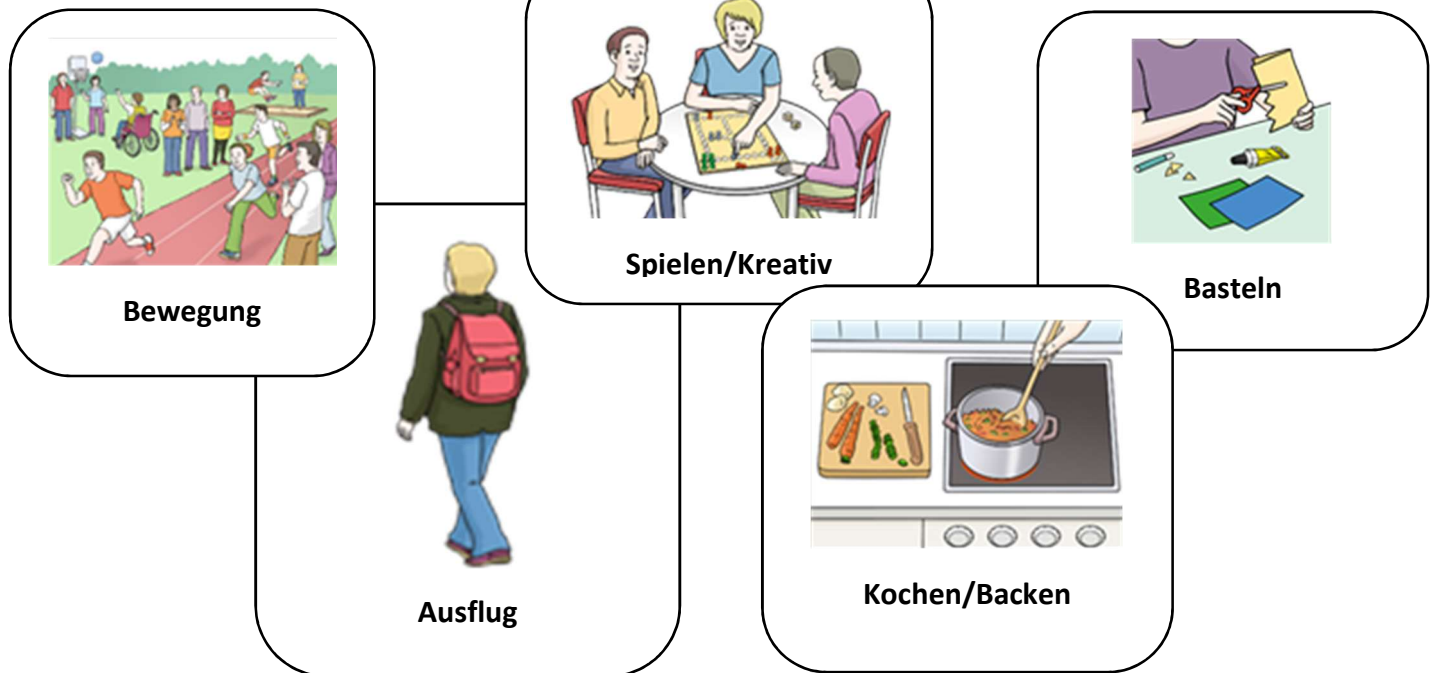 Bewegung
Spielen/Kreativ
Basteln
Ausflug
Kochen/Backen